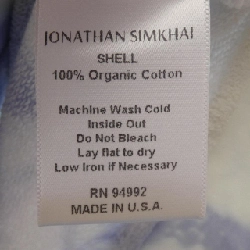 JONATHAN SIMKHAI
SHELL
100% Organic Cotton
Machine Wash Cold
Inside Out
Do Not Bleach
Lay flat to dry
Low Iron if Necessary
RN 94992
MADE IN U.S.A.